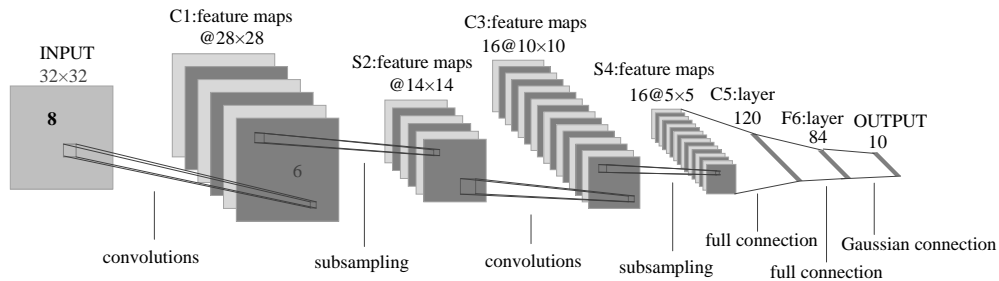 INPUT
32×32
8
C1:feature maps
@28×28
6
S2:feature maps
@14×14
C3:feature maps
16@10×10
S4:feature maps
16@5×5
C5:layer
120
F6:layer
84
OUTPUT
10
convolutions
subsampling
convolutions
subsampling
full connection
full connection
Gaussian connection